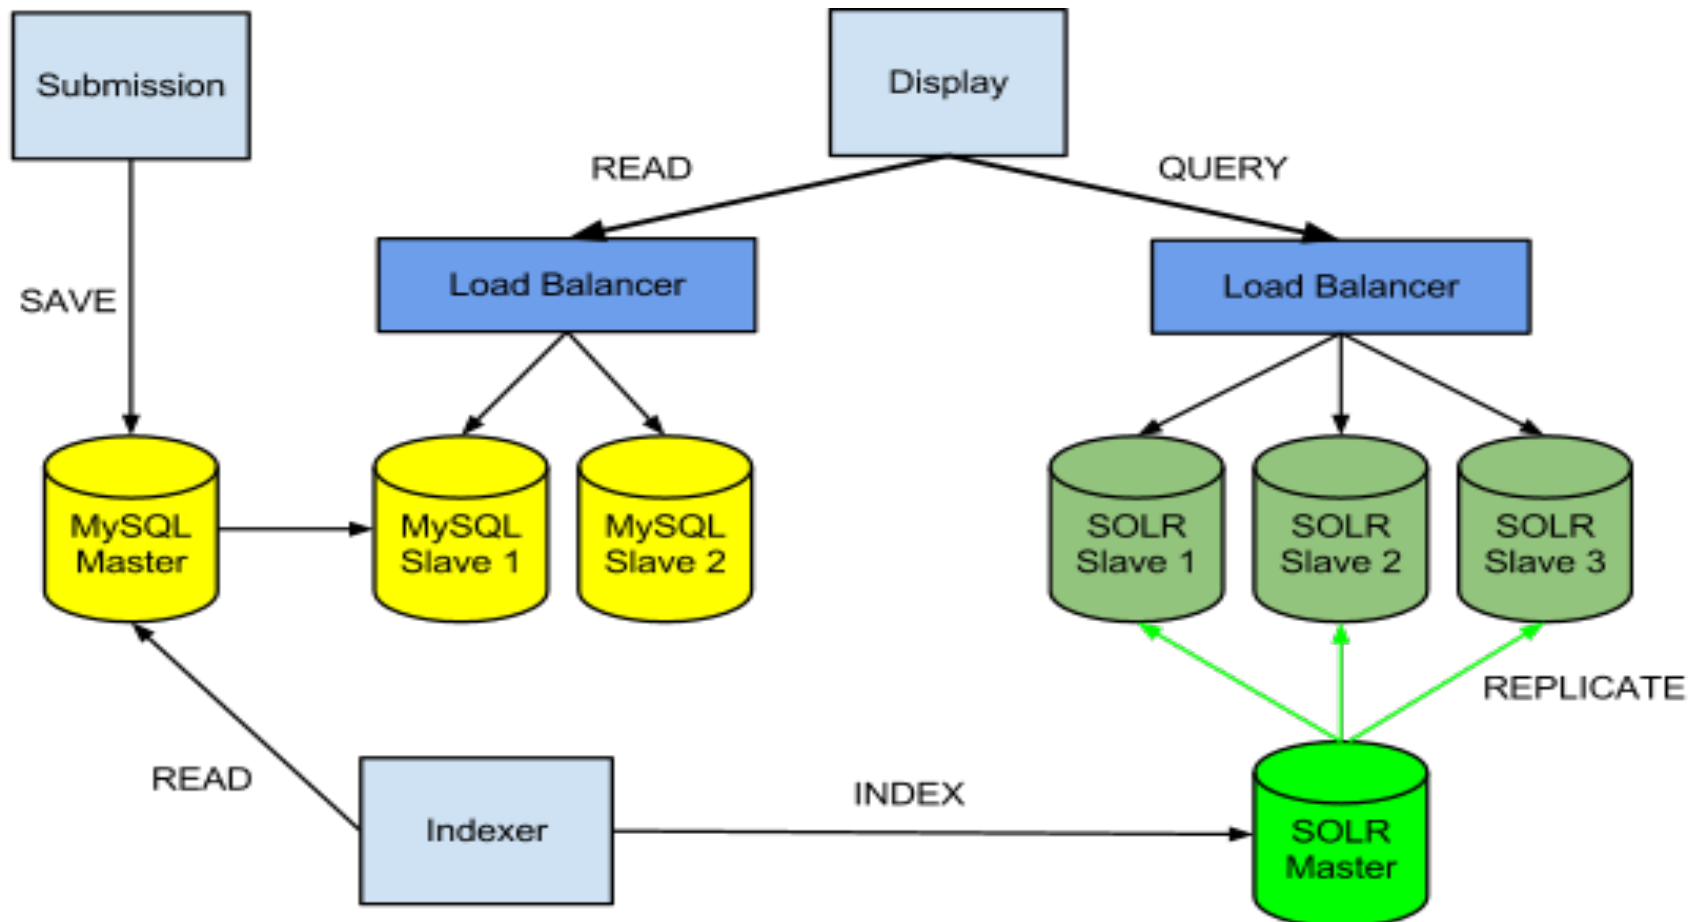 Submission
Display
READ
QUERY
Load Balancer
Load Balancer
SAVE
MySQL
Master
MySQL
Slave 1
MySQL
Slave 2
SOLR
Slave 1
SOLR
Slave 2
SOLR
Slave 3
REPLICATE
READ
INDEX
Indexer
SOLR
Master